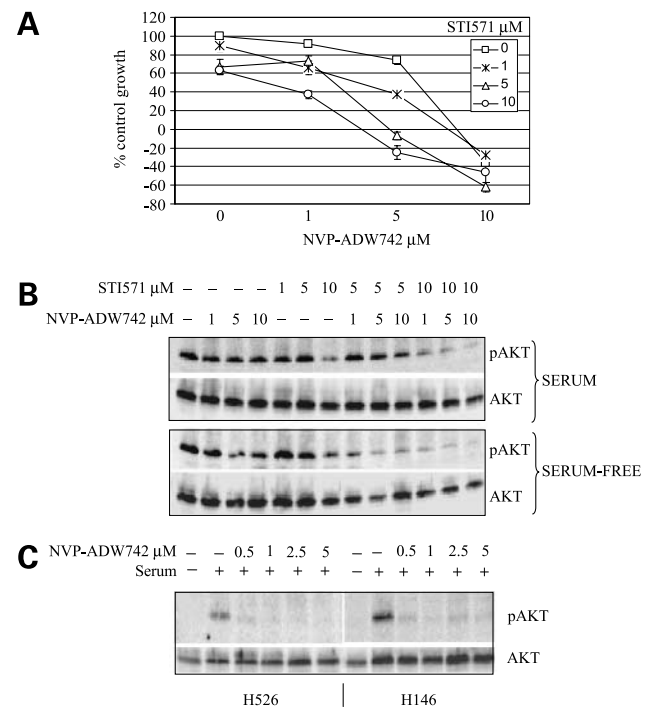 A
120
100
80
60
40
20
0
-20
-40
-60
-80
% control growth
0 1 5 10
NVP-ADW742 µM
STI571 µM
0
1
5
10
B
STI571 µM – – – – 1 5 10 5 5 5 10 10 10
NVP-ADW742 µM – 1 5 10 – – – 1 5 10 1 5 10
pAKT
AKT
SERUM
pAKT
AKT
SERUM-FREE
C
NVP-ADW742 µM – – 0.5 1 2.5 5 – – 0.5 1 2.5 5
Serum – + + + + + – + + + + +
pAKT
AKT
H526 H146